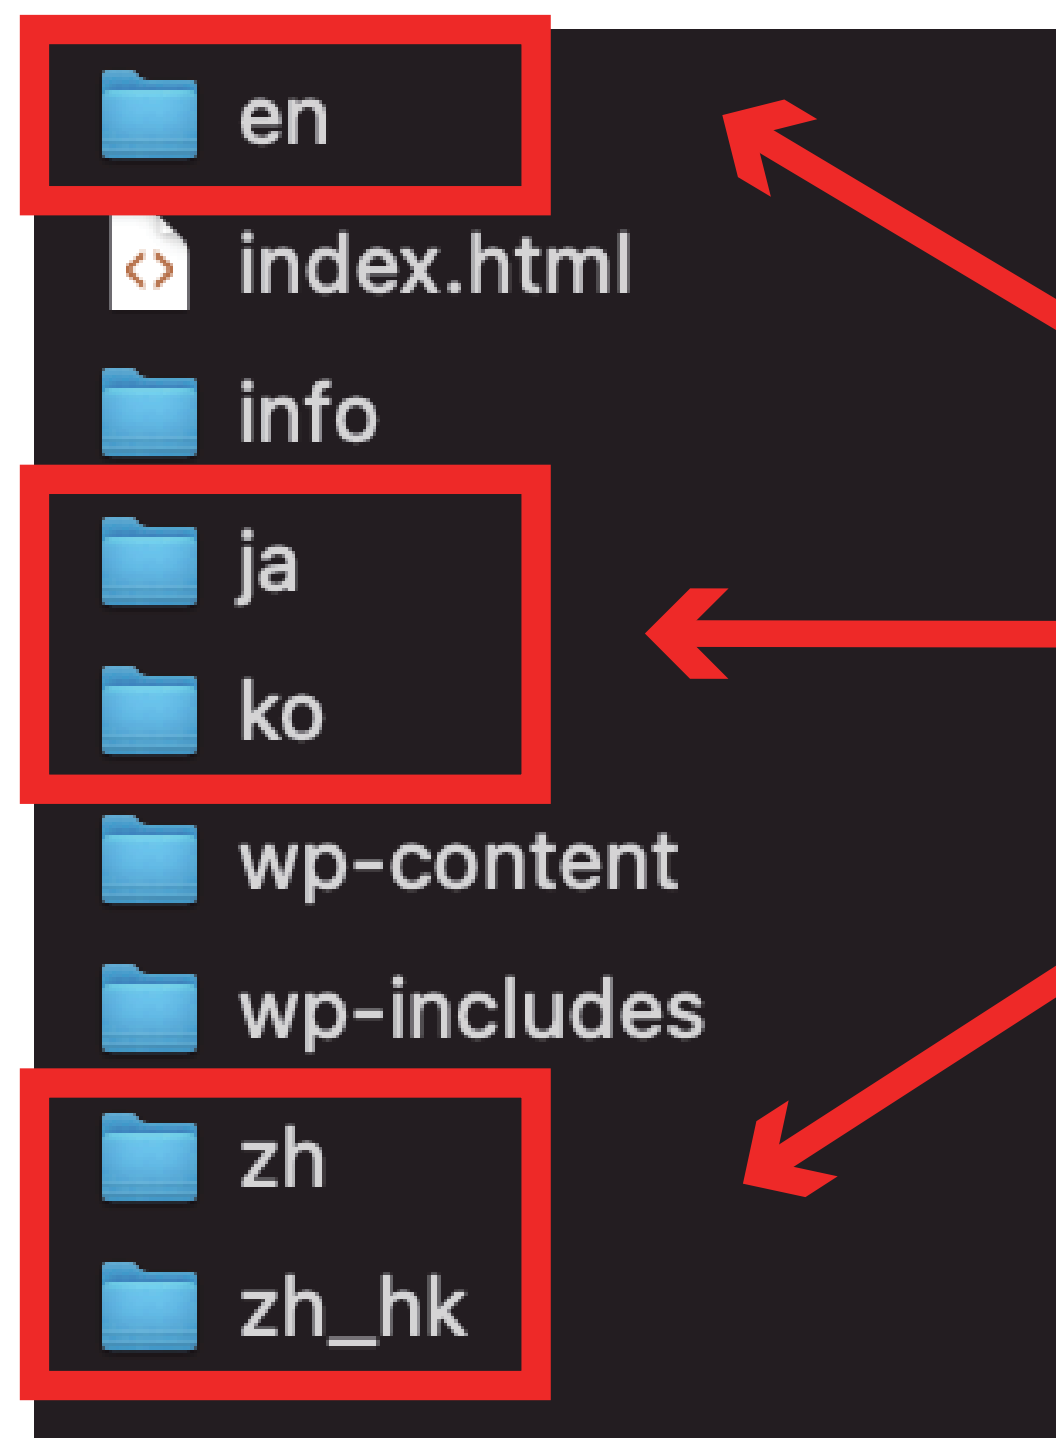 en
index.html
info
ja
ko
wp-content
wp-includes
zh
zh_hk